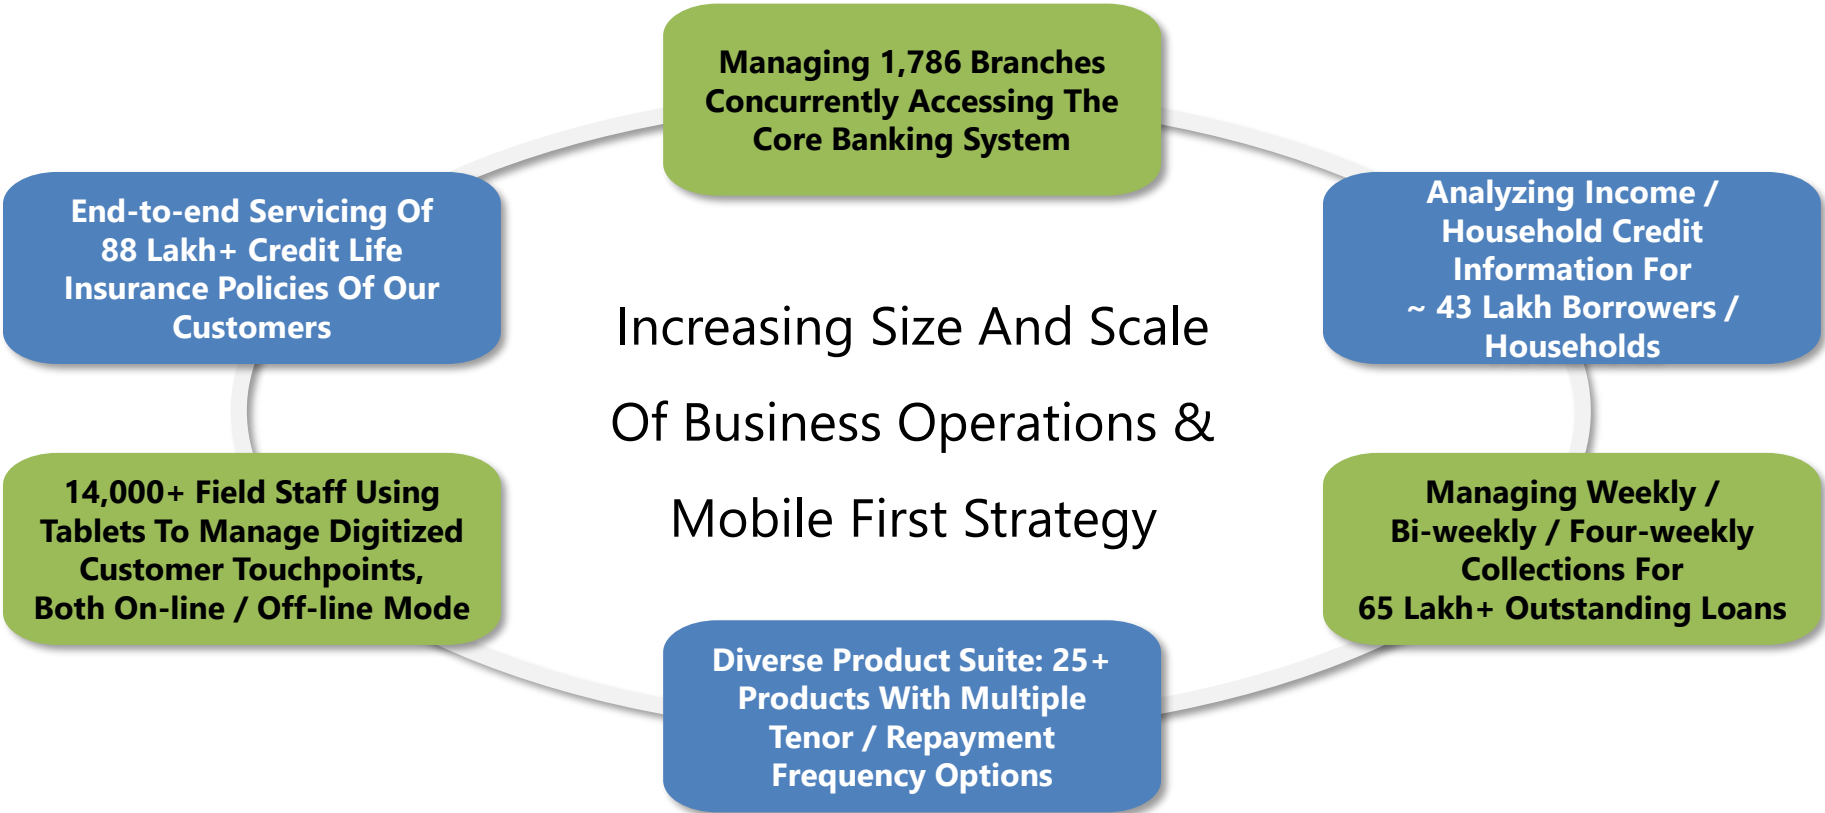 Managing 1,786 Branches
Concurrently Accessing The
Core Banking System
Analyzing Income /
Household Credit
Information For
~ 43 Lakh Borrowers /
Households
Managing Weekly /
Bi-weekly / Four-weekly
Collections For
65 Lakh+ Outstanding Loans
Diverse Product Suite: 25+
Products With Multiple
Tenor / Repayment
Frequency Options
14,000+ Field Staff Using
Tablets To Manage Digitized
Customer Touchpoints,
Both On-line / Off-line Mode
End-to-end Servicing Of
88 Lakh+ Credit Life
Insurance Policies Of Our
Customers
Increasing Size And Scale
Of Business Operations &
Mobile First Strategy